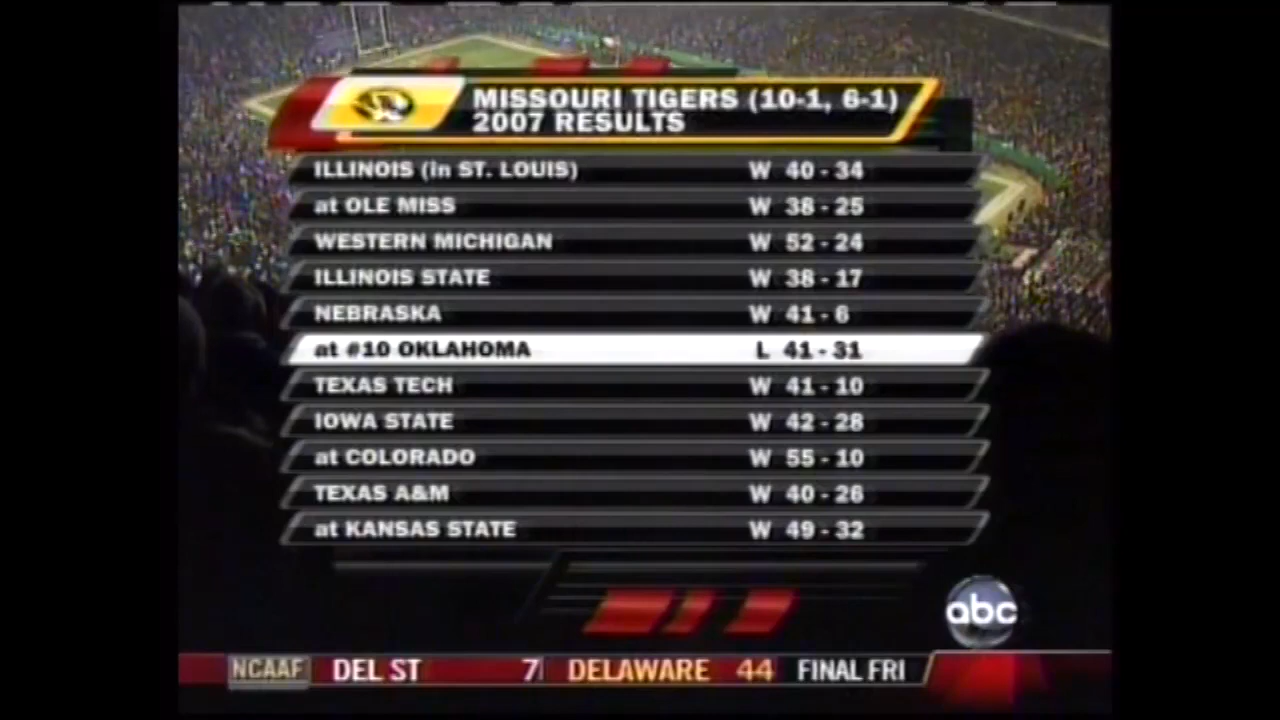 MISSOURI TIGERS (10-1, 6-1)
2007 RESULTS
ILLINOIS (in ST. LOUIS) W 40 - 34
at OLE MISS W 38 - 25
WESTERN MICHIGAN W 52 - 24
ILLINOIS STATE W 38 - 17
NEBRASKA W 41 - 6
at #10 OKLAHOMA L 41 - 31
TEXAS TECH W 41 - 10
IOWA STATE W 42 - 28
at COLORADO W 55 - 10
TEXAS A&M W 40 - 26
at KANSAS STATE W 49 - 32
abc
NCAAF DEL ST 7 DELAWARE 44 FINAL FRI